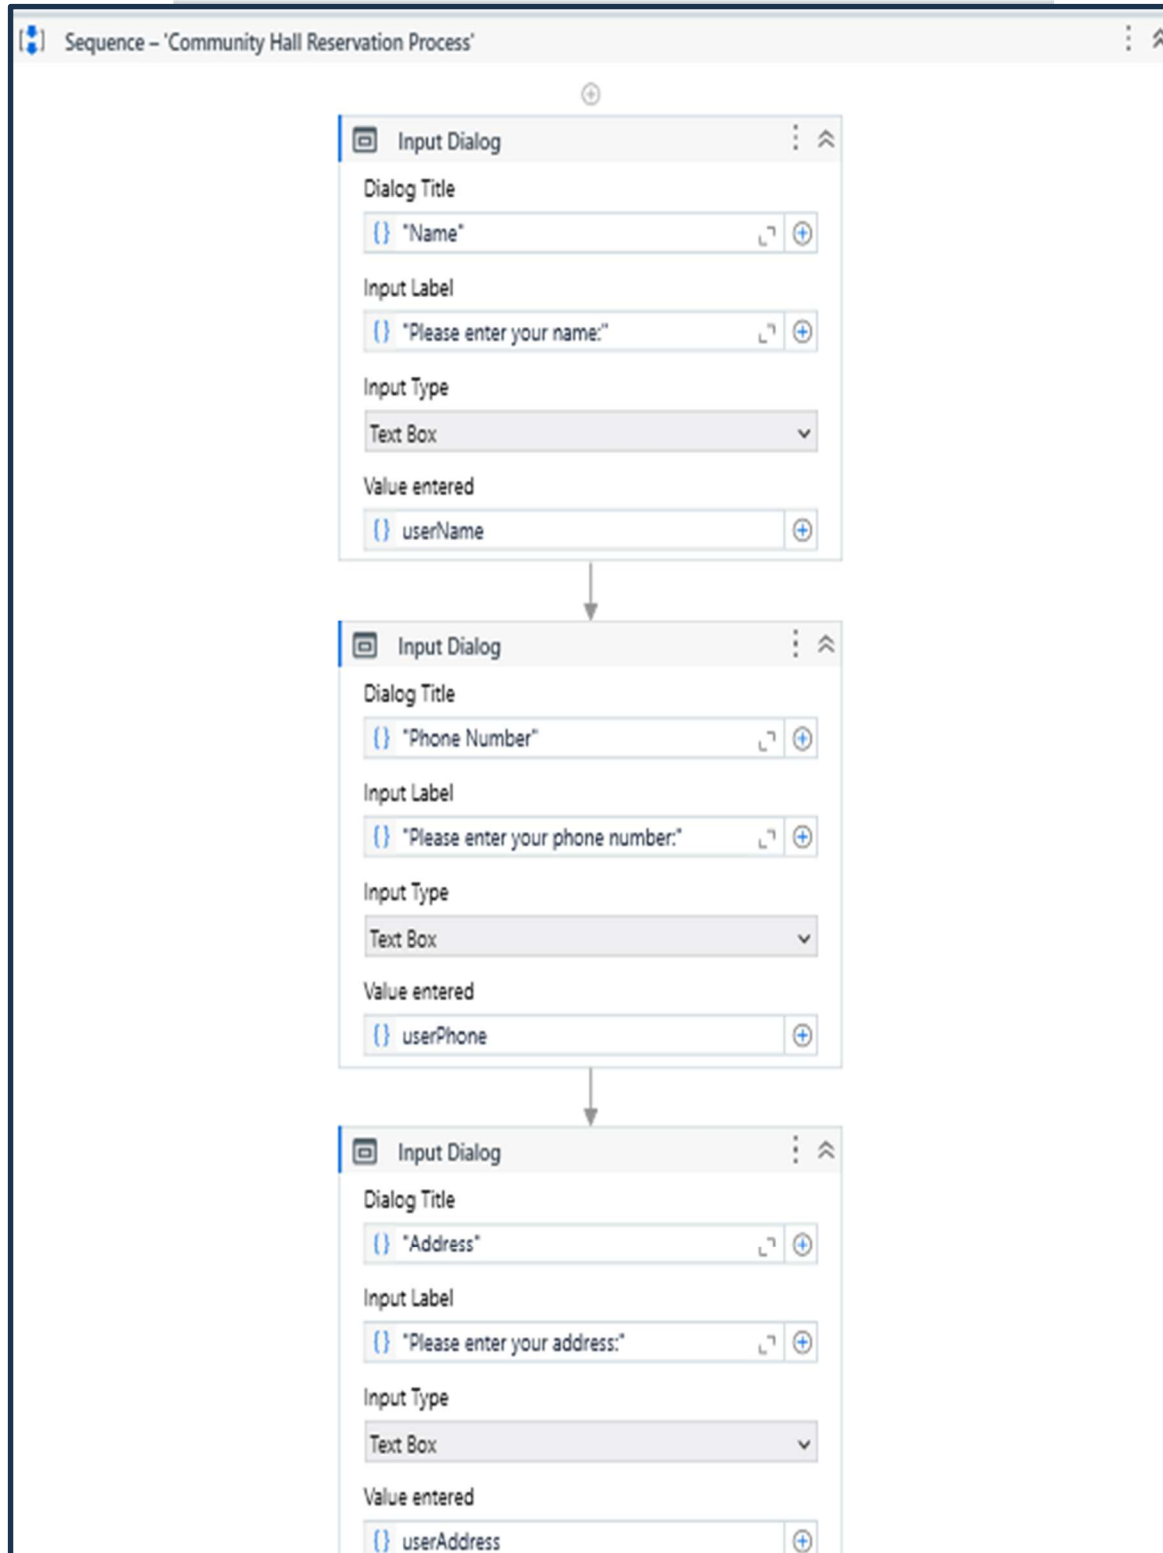 Sequence – 'Community Hall Reservation Process'
Input Dialog
Dialog Title
{} "Name"
Input Label
{} "Please enter your name:"
Input Type
Text Box
Value entered
{} userName
Input Dialog
Dialog Title
{} "Phone Number"
Input Label
{} "Please enter your phone number:"
Input Type
Text Box
Value entered
{} userPhone
Input Dialog
Dialog Title
{} "Address"
Input Label
{} "Please enter your address:"
Input Type
Text Box
Value entered
{} userAddress